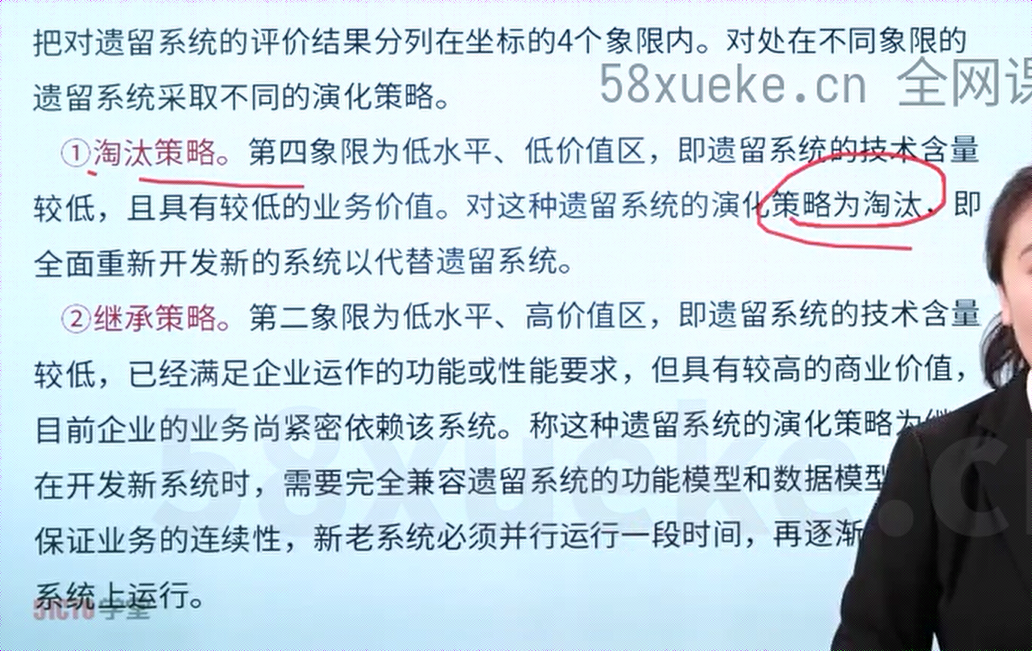 把对遗留系统的评价结果分列在坐标的4个象限内。对处在不同象限的
58xueke.cn 全网课
遗留系统采取不同的演化策略。
①淘汰策略。第四象限为低水平、低价值区，即遗留系统的技术含量
较低，且具有较低的业务价值。对这种遗留系统的演化策略为淘汰，即
全面重新开发新的系统以代替遗留系统。
②继承策略。第二象限为低水平、高价值区，即遗留系统的技术含量
较低，已经满足企业运作的功能或性能要求，但具有较高的商业价值，
目前企业的业务尚紧密依赖该系统。称这种遗留系统的演化策略为
58xueke.c
在开发新系统时，需要完全兼容遗留系统的功能模型和数据模型
保证业务的连续性，新老系统必须并行运行一段时间，再逐渐
系统上运行。
51CTO学堂